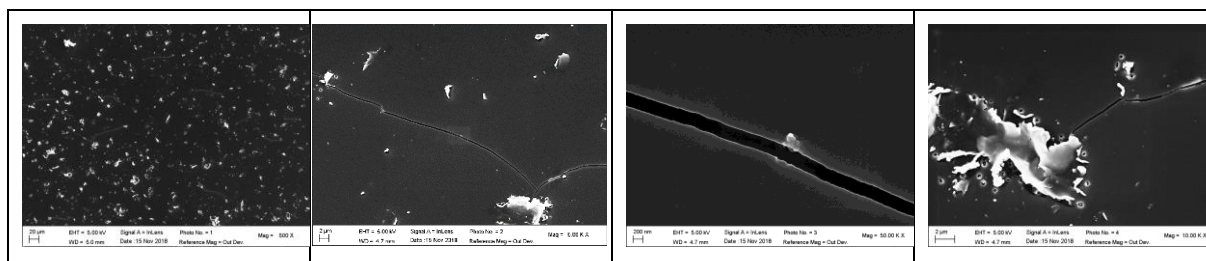 20 µm
EHT = 5.00 kV
Signal A = InLens
Photo No. = 1
Mag = 500 X
WD = 5.0 mm
Date :15 Nov 2018
Reference Mag = Out Dev.
2 µm
EHT = 5.00 kV
Signal A = InLens
Photo No. = 2
Mag = 5.00 K X
WD = 4.7 mm
Date :15 Nov 2018
Reference Mag = Out Dev.
200 nm
EHT = 5.00 kV
Signal A = InLens
Photo No. = 3
Mag = 50.00 K X
WD = 4.7 mm
Date :15 Nov 2018
Reference Mag = Out Dev.
2 µm
EHT = 5.00 kV
Signal A = InLens
Photo No. = 4
Mag = 10.00 K X
WD = 4.7 mm
Date :15 Nov 2018
Reference Mag = Out Dev.